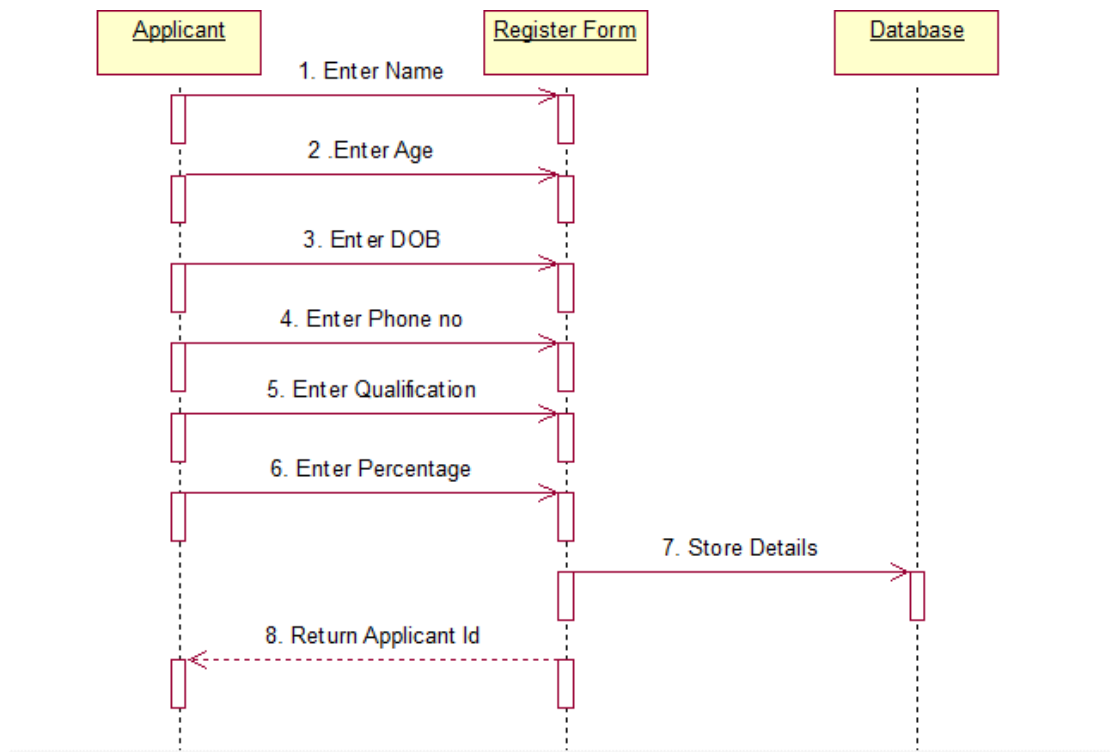 Applicant
Register Form
Database
1. Enter Name
2 .Enter Age
3. Enter DOB
4. Enter Phone no
5. Enter Qualification
6. Enter Percentage
7. Store Details
8. Return Applicant Id